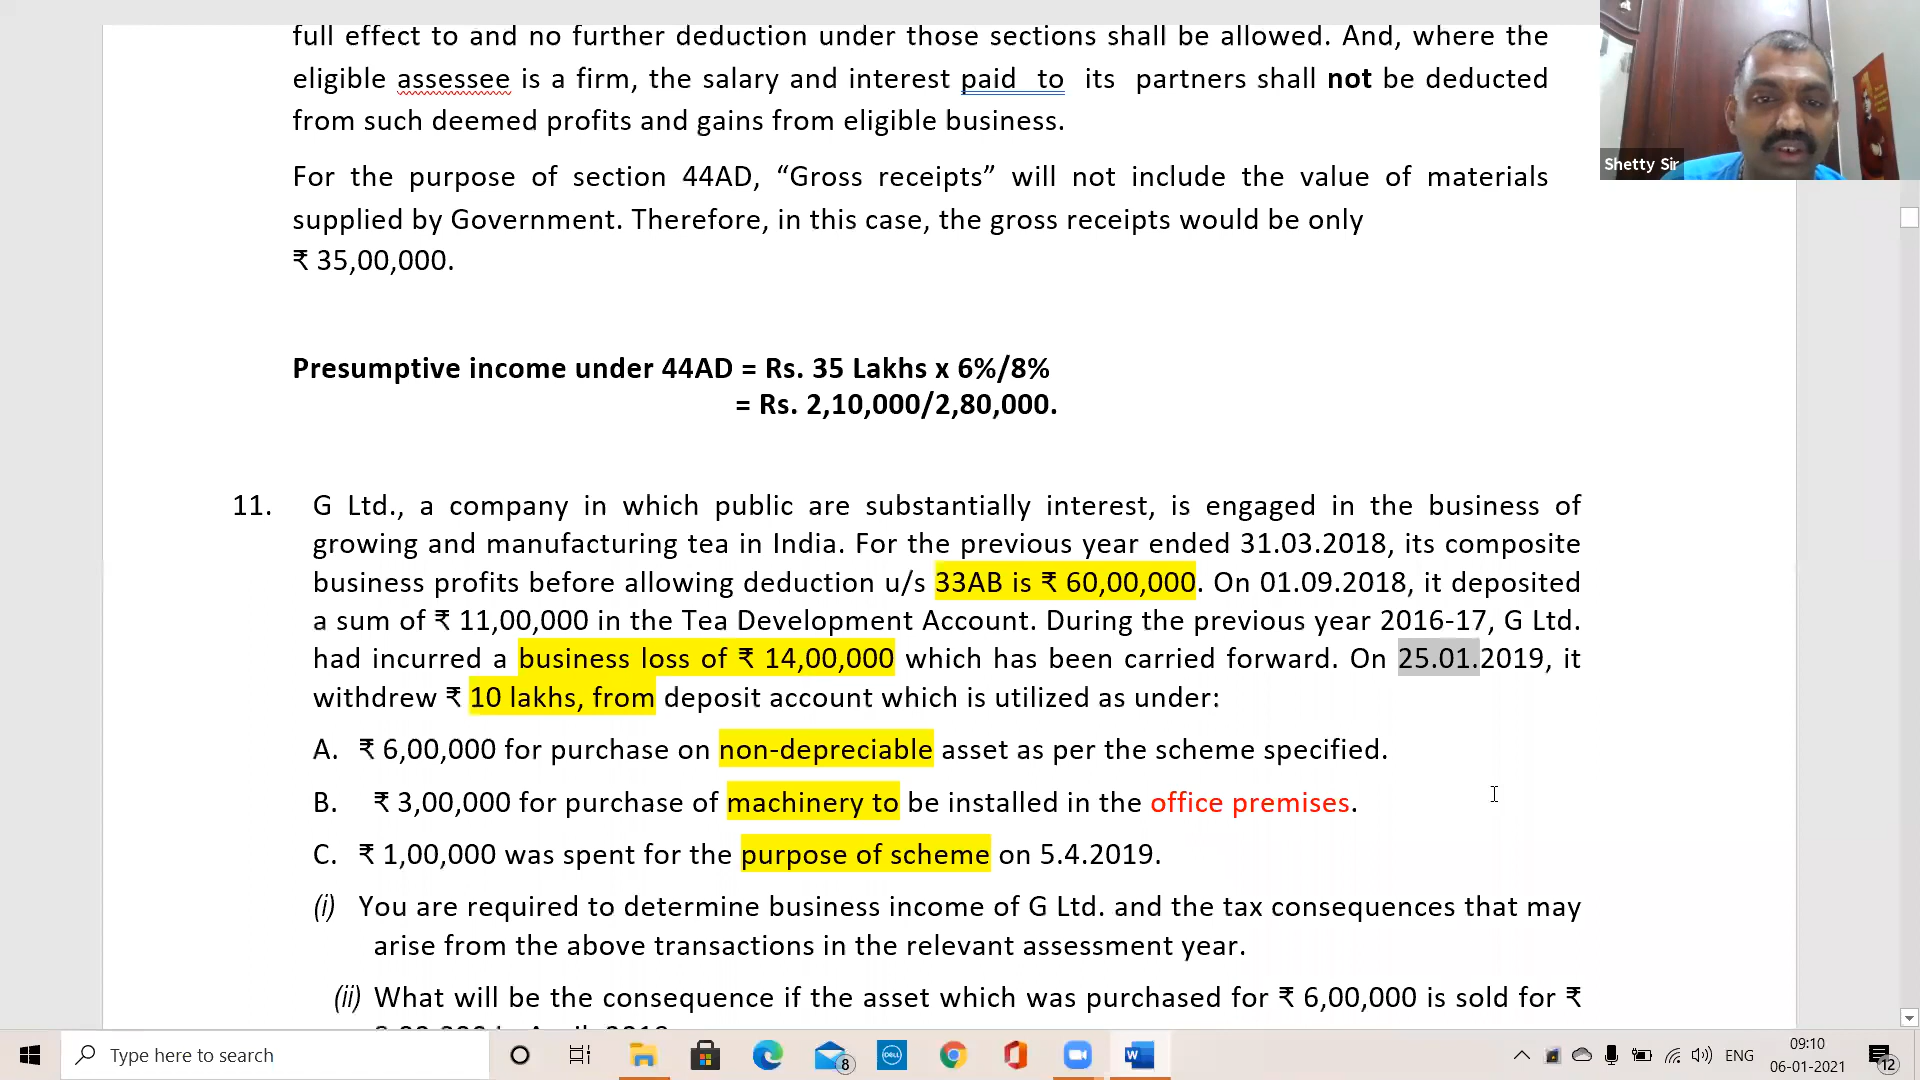 full effect to and no further deduction under those sections shall be allowed. And, where the
eligible assessee is a firm, the salary and interest paid to its partners shall not be deducted
from such deemed profits and gains from eligible business.
Shetty Sir
For the purpose of section 44AD, “Gross receipts” will not include the value of materials
supplied by Government. Therefore, in this case, the gross receipts would be only
₹ 35,00,000.
Presumptive income under 44AD = Rs. 35 Lakhs x 6%/8%
= Rs. 2,10,000/2,80,000.
11. G Ltd., a company in which public are substantially interest, is engaged in the business of
growing and manufacturing tea in India. For the previous year ended 31.03.2018, its composite
business profits before allowing deduction u/s 33AB is ₹ 60,00,000. On 01.09.2018, it deposited
a sum of ₹ 11,00,000 in the Tea Development Account. During the previous year 2016-17, G Ltd.
had incurred a business loss of ₹ 14,00,000 which has been carried forward. On 25.01.2019, it
withdrew ₹ 10 lakhs, from deposit account which is utilized as under:
A. ₹ 6,00,000 for purchase on non-depreciable asset as per the scheme specified.
B. ₹ 3,00,000 for purchase of machinery to be installed in the office premises.
C. ₹ 1,00,000 was spent for the purpose of scheme on 5.4.2019.
(i) You are required to determine business income of G Ltd. and the tax consequences that may
arise from the above transactions in the relevant assessment year.
(ii) What will be the consequence if the asset which was purchased for ₹ 6,00,000 is sold for ₹
Type here to search
8
DELL
W
ENG
09:10
06-01-2021
12